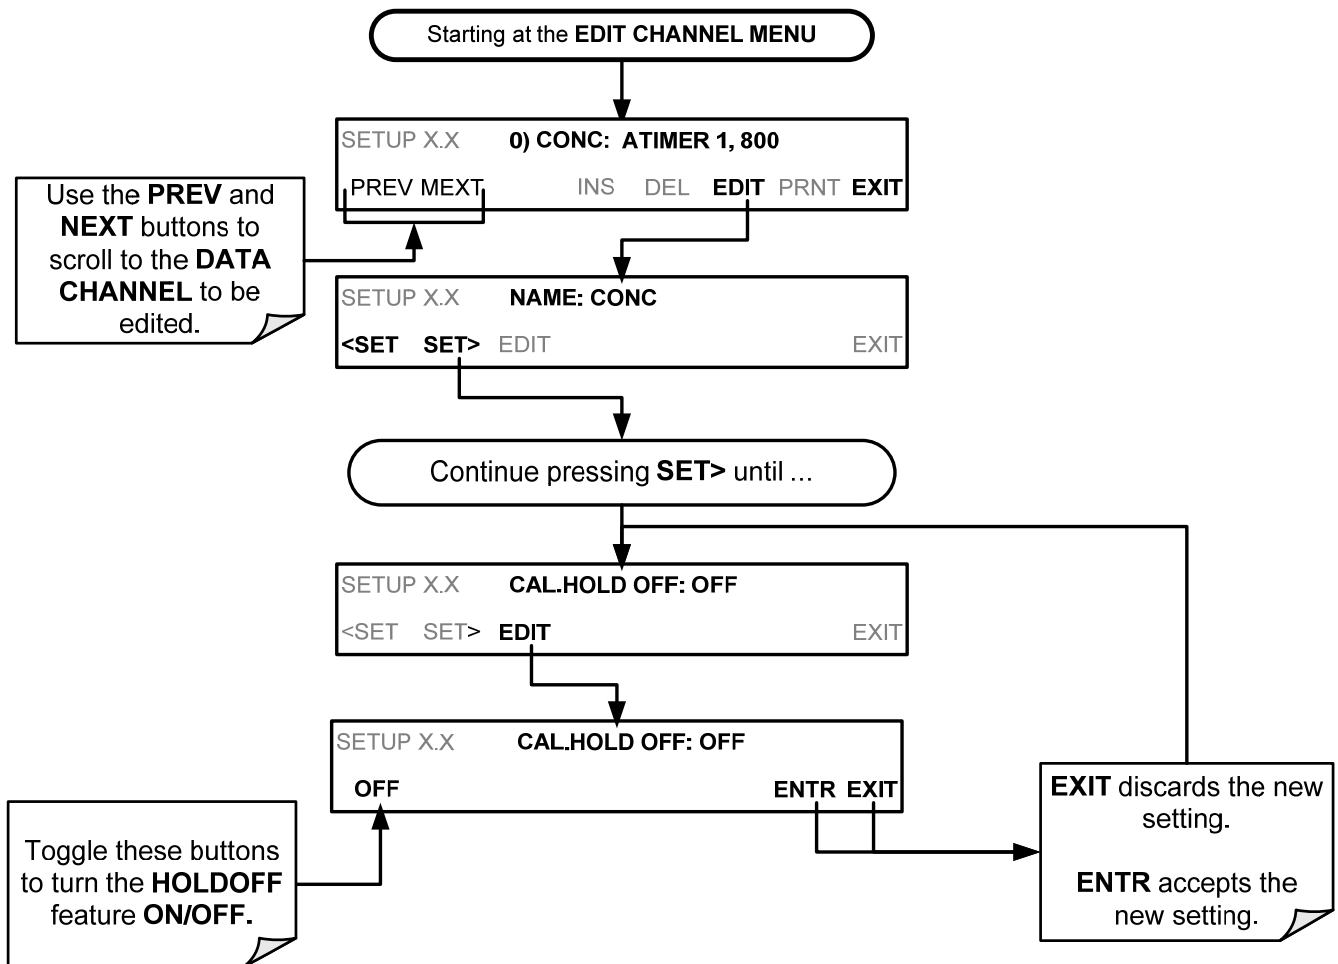 Starting at the EDIT CHANNEL MENU
SETUP X.X 0) CONC: ATIMER 1, 800
PREV MEXT INS DEL EDIT PRNT EXIT
Use the PREV and
NEXT buttons to
scroll to the DATA
CHANNEL to be
edited.
SETUP X.X NAME: CONC
<SET SET> EDIT EXIT
Continue pressing SET> until ...
SETUP X.X CAL.HOLD OFF: OFF
<SET SET> EDIT EXIT
SETUP X.X CAL.HOLD OFF: OFF
OFF ENTR EXIT
Toggle these buttons
to turn the HOLDOFF
feature ON/OFF.
EXIT discards the new
setting.
ENTR accepts the
new setting.